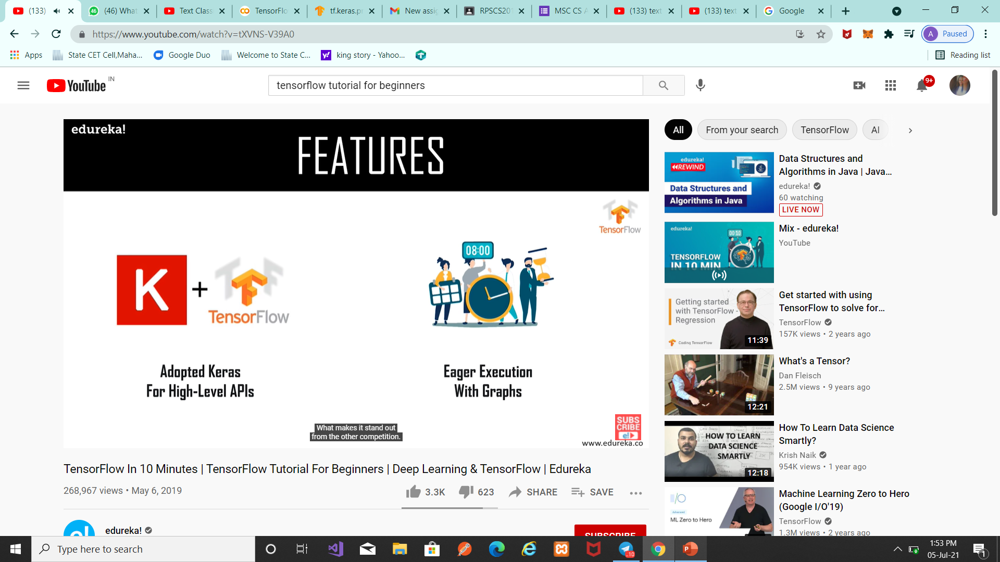 (133)
(46) What
Text Class
TensorFlo
tf.keras.pr
New assig
RPSCS20
MSC CS A
(133) text
(133) text
Google
https://www.youtube.com/watch?v=tXVNS-V39A0
A Paused
Apps
State CET Cell,Maha...
Google Duo
Welcome to State C...
king story - Yahoo...
Reading list
YouTube IN
tensorflow tutorial for beginners
9+
edureka!
FEATURES
TensorFlow
08:00
K + TensorFlow
Adopted Keras
For High-Level APIs
Eager Execution
With Graphs
What makes it stand out
from the other competition.
SUBS
CRIBE
e!
www.edureka.co
TensorFlow In 10 Minutes | TensorFlow Tutorial For Beginners | Deep Learning & TensorFlow | Edureka
268,967 views • May 6, 2019
3.3K 623 SHARE SAVE
edureka!
SUBSCRIBE
All From your search TensorFlow AI
edureka!
REWIND
Data Structures and
Algorithms in Java
Data Structures and
Algorithms in Java | Java...
edureka!
60 watching
LIVE NOW
edureka!
00:10
TENSORFLOW
IN 10 MIN
Mix - edureka!
YouTube
Getting started
with TensorFlow -
Regression
Coding TensorFlow
11:39
Get started with using
TensorFlow to solve for...
TensorFlow
157K views • 2 years ago
12:21
What's a Tensor?
Dan Fleisch
2.5M views • 9 years ago
HOW TO LEARN
DATA SCIENCE
SMARTLY
12:18
How To Learn Data Science
Smartly?
Krish Naik
954K views • 1 year ago
I/O
Advanced
ML Zero to Hero
Machine Learning Zero to Hero
(Google I/O'19)
TensorFlow
1.3M views • 2 years ago
Type here to search
..10
1:53 PM
05-Jul-21
1